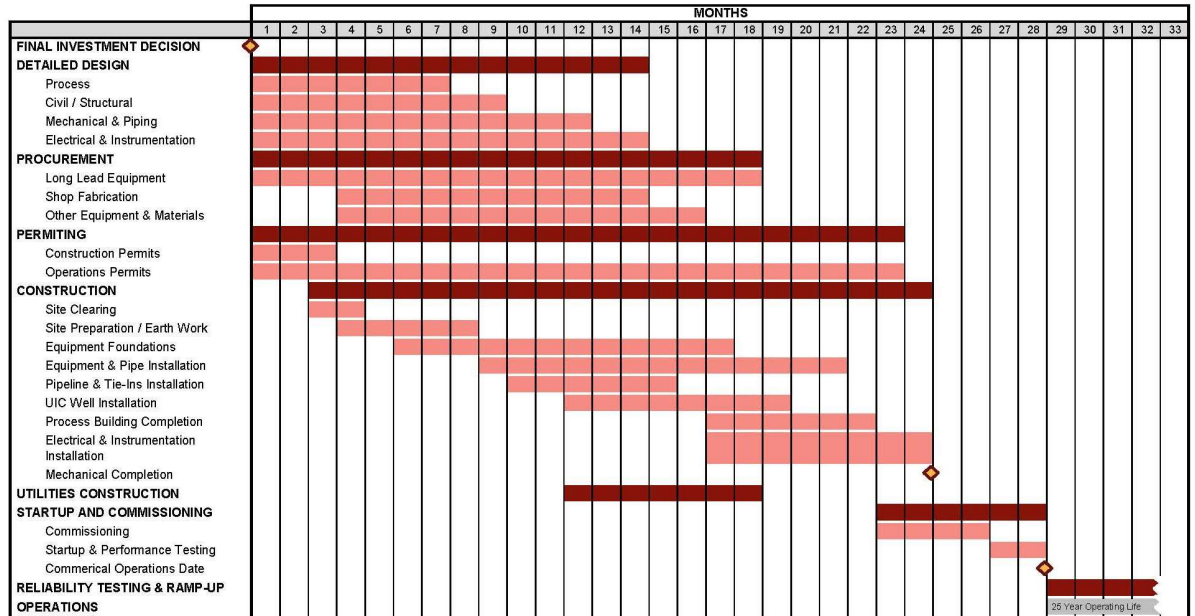 MONTHS
1 2 3 4 5 6 7 8 9 10 11 12 13 14 15 16 17 18 19 20 21 22 23 24 25 26 27 28 29 30 31 32 33
FINAL INVESTMENT DECISION
DETAILED DESIGN
Process
Civil / Structural
Mechanical & Piping
Electrical & Instrumentation
PROCUREMENT
Long Lead Equipment
Shop Fabrication
Other Equipment & Materials
PERMITING
Construction Permits
Operations Permits
CONSTRUCTION
Site Clearing
Site Preparation / Earth Work
Equipment Foundations
Equipment & Pipe Installation
Pipeline & Tie-Ins Installation
UIC Well Installation
Process Building Completion
Electrical & Instrumentation
Installation
Mechanical Completion
UTILITIES CONSTRUCTION
STARTUP AND COMMISSIONING
Commissioning
Startup & Performance Testing
Commerical Operations Date
RELIABILITY TESTING & RAMP-UP
OPERATIONS 25 Year Operating Life